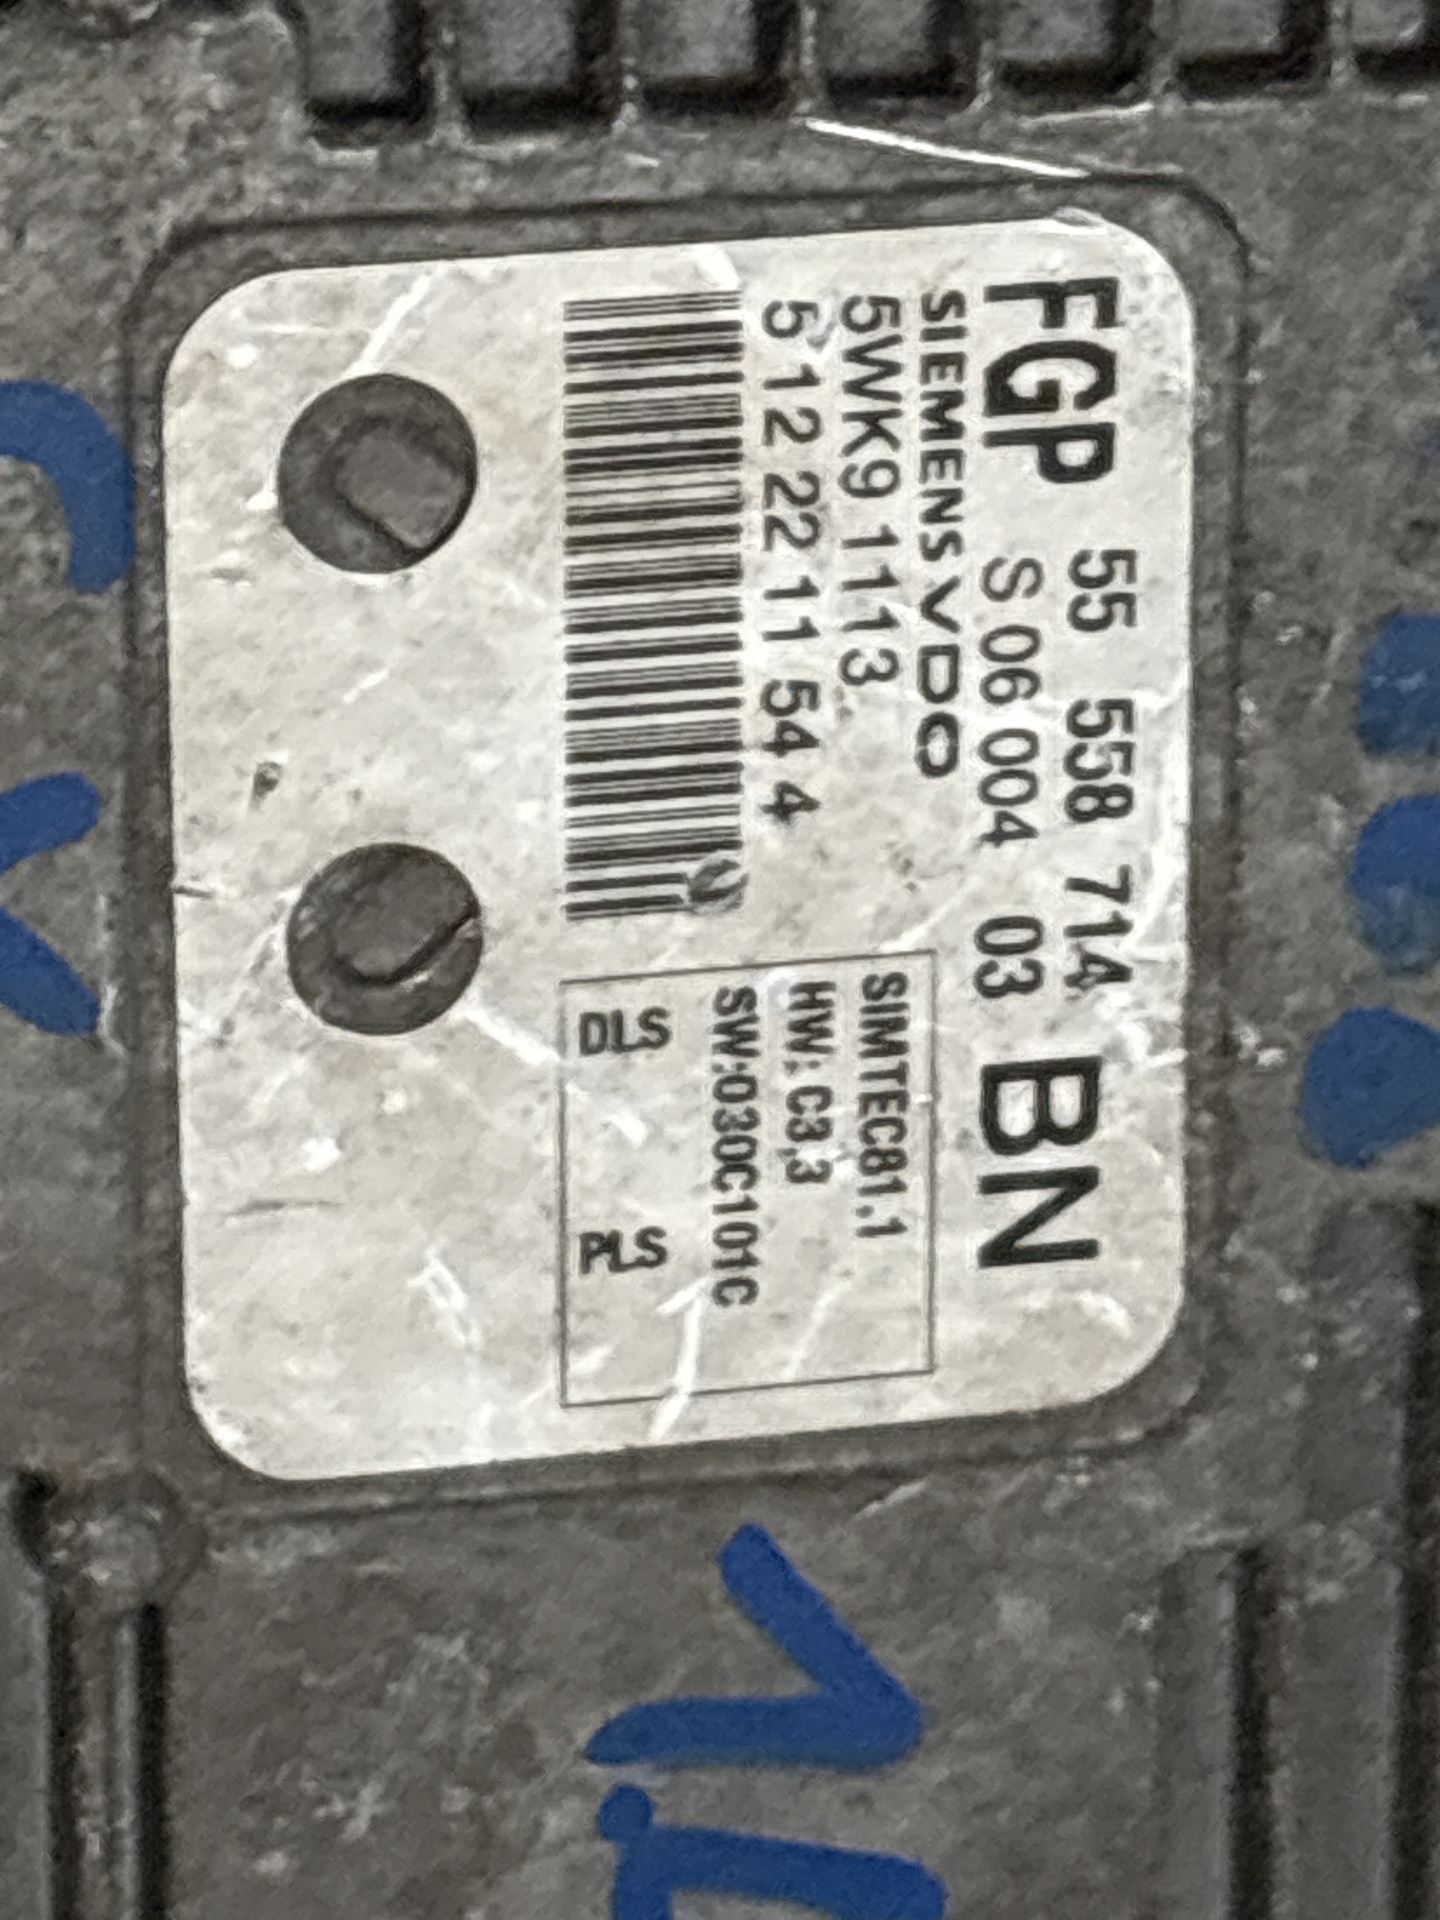 FGP 55 558 714 BN
S 06 004 03
SIEMENS VDO
5WK9 1113
5 12 22 11 54 4
SIMTEC81,1
HW: C3,3
SW:030C101C
DLS PLS